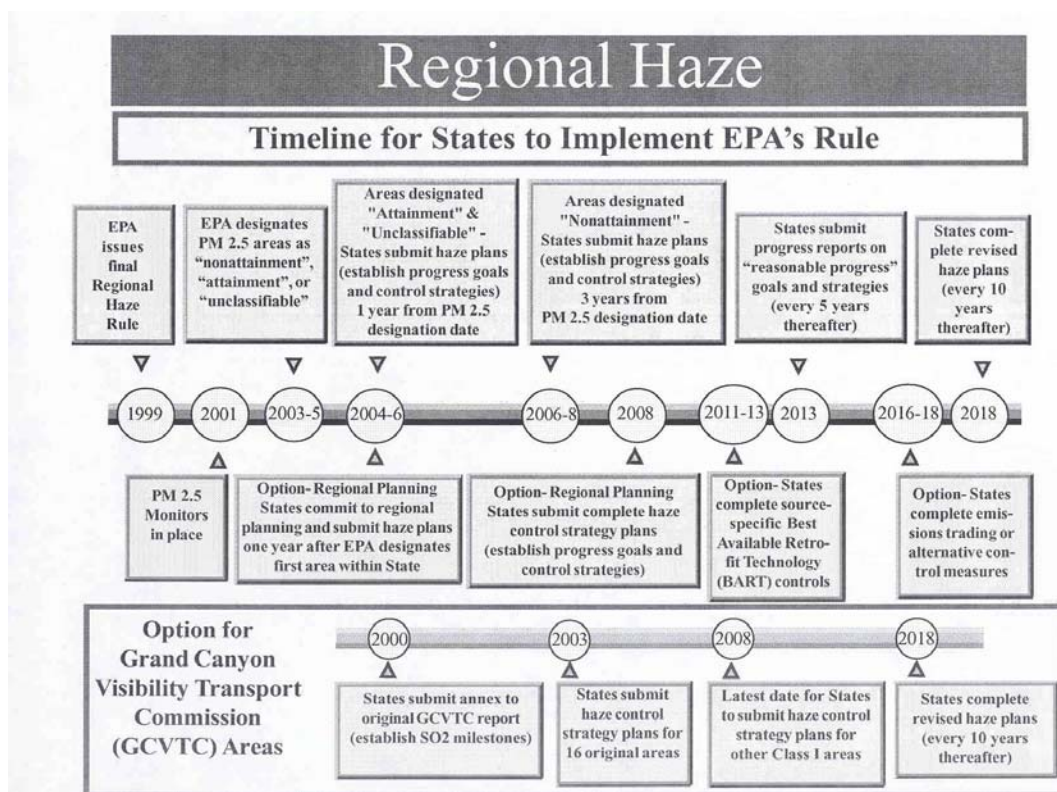 Regional Haze
Timeline for States to Implement EPA's Rule
EPA
issues
final
Regional
Haze
Rule
EPA designates
PM 2.5 areas as
“nonattainment”,
“attainment”, or
“unclassifiable”
Areas designated
"Attainment" &
"Unclassifiable" -
States submit haze plans
(establish progress goals
and control strategies)
1 year from PM 2.5
designation date
Areas designated
"Nonattainment" -
States submit haze plans
(establish progress goals
and control strategies)
3 years from
PM 2.5 designation date
States submit
progress reports on
“reasonable progress”
goals and strategies
(every 5 years
thereafter)
States com-
plete revised
haze plans
(every 10
years
thereafter)
1999
2001
2003-5
2004-6
2006-8
2008
2011-13
2013
2016-18
2018
PM 2.5
Monitors
in place
Option- Regional Planning
States commit to regional
planning and submit haze plans
one year after EPA designates
first area within State
Option- Regional Planning
States submit complete haze
control strategy plans
(establish progress goals and
control strategies)
Option- States
complete source-
specific Best
Available Retro-
fit Technology
(BART) controls
Option- States
complete emis-
sions trading or
alternative con-
trol measures
Option for
Grand Canyon
Visibility Transport
Commission
(GCVTC) Areas
2000
2003
2008
2018
States submit annex to
original GCVTC report
(establish SO2 milestones)
States submit
haze control
strategy plans for
16 original areas
Latest date for States
to submit haze control
strategy plans for
other Class I areas
States complete
revised haze plans
(every 10 years
thereafter)